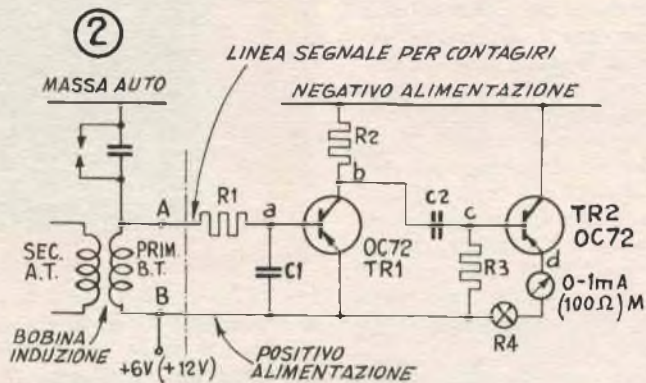 2
LINEA SEGNALE PER CONTAGIRI
MASSA AUTO
NEGATIVO ALIMENTAZIONE
R2
b
A
R1
a
C2
c
TR2
OC72
OC72
TR1
d
SEC.
A.T.
PRIM.
B.T.
C1
R3
0-1mA
(100Ω) M
B
R4
BOBINA
INDUZIONE
+6V (+12V)
POSITIVO
ALIMENTAZIONE